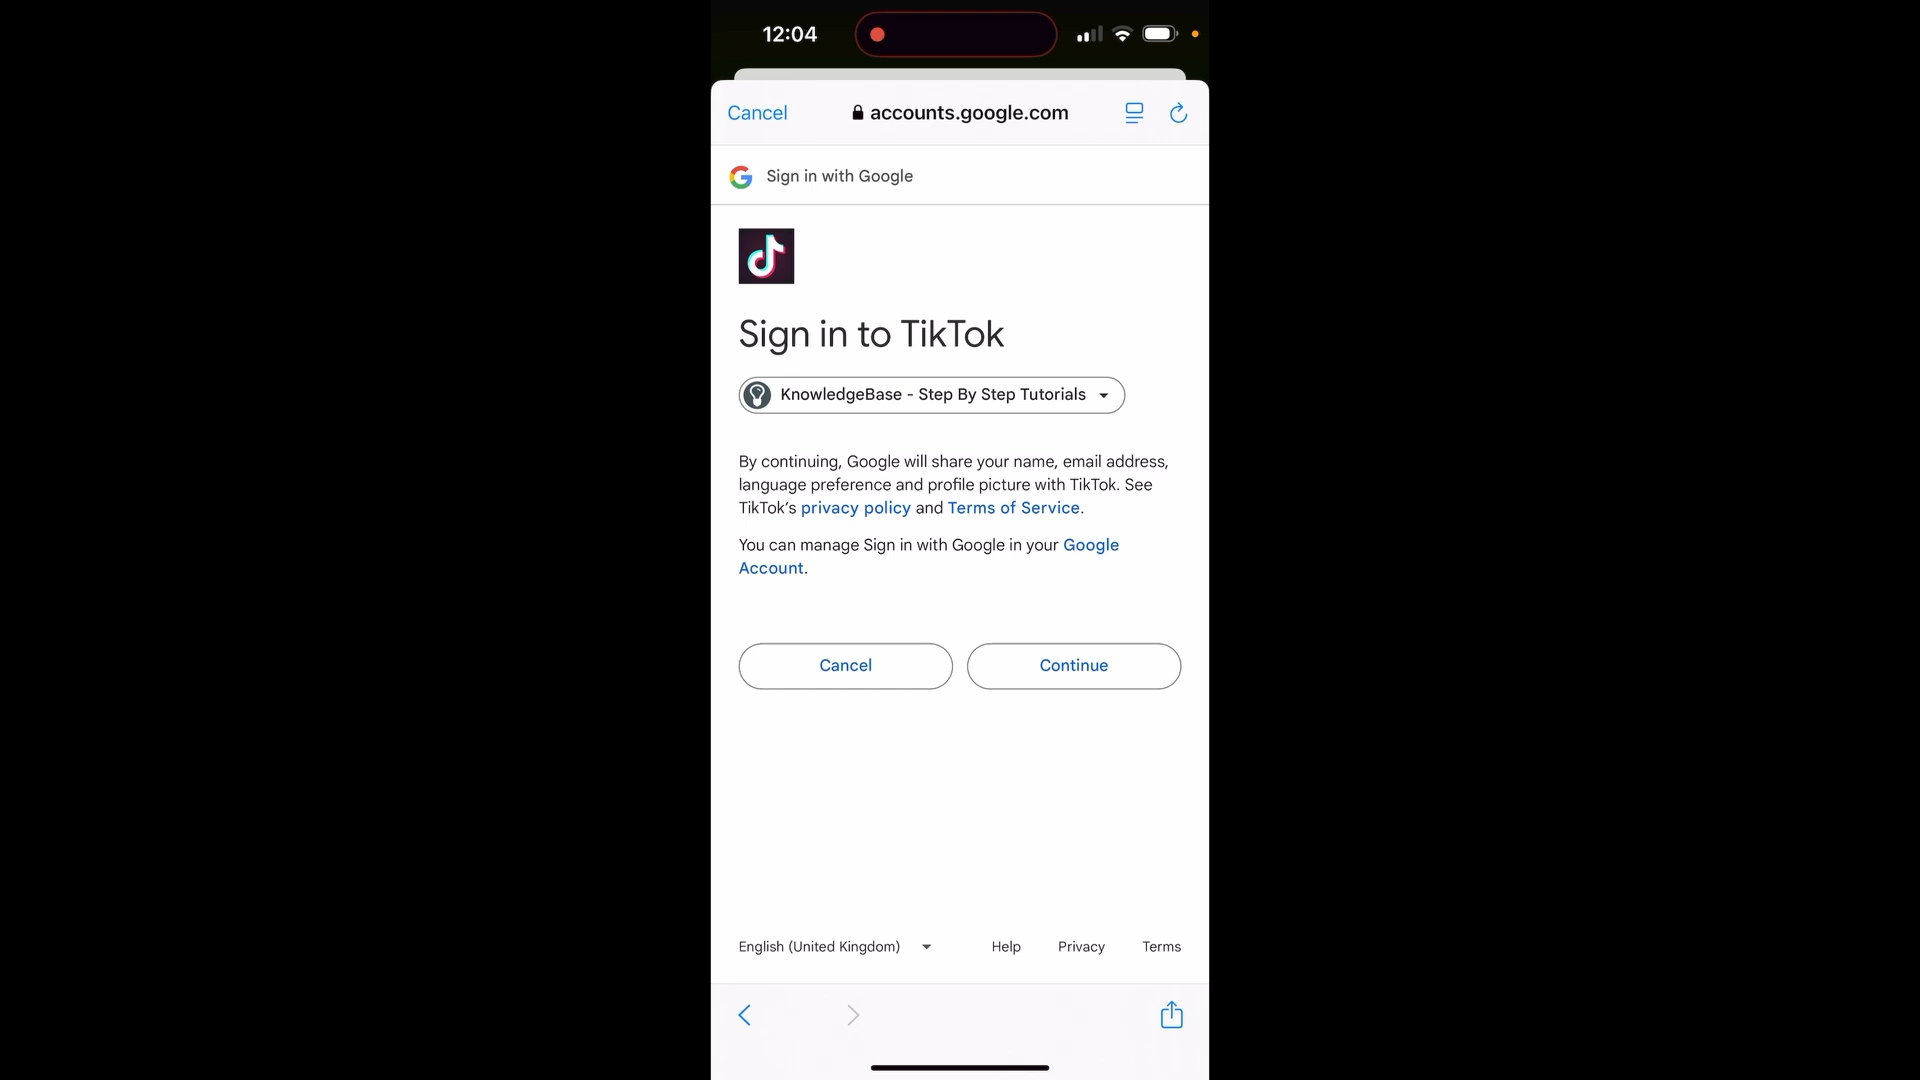 12:04
Cancel
accounts.google.com
Sign in with Google
Sign in to TikTok
KnowledgeBase - Step By Step Tutorials
By continuing, Google will share your name, email address,
language preference and profile picture with TikTok. See
TikTok’s privacy policy and Terms of Service.
You can manage Sign in with Google in your Google
Account.
Cancel
Continue
English (United Kingdom)
Help
Privacy
Terms